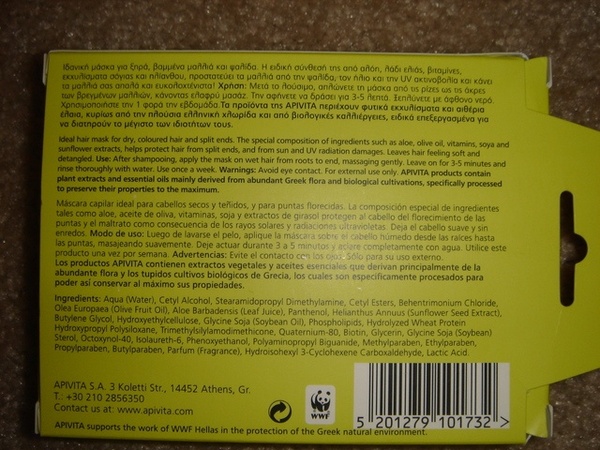 Ιδανική μάσκα για ξηρά, βαμμένα μαλλιά και ψαλίδα. Η ειδική σύνθεσή της από αλόη, λάδι ελιάς, βιταμίνες,
εκχυλίσματα σόγιας και ηλίανθου, προστατεύει τα μαλλιά από την ψαλίδα, τον ήλιο και την UV ακτινοβολία και κάνει
τα μαλλιά σας απαλά και ευκολοχτένιστα! Χρήση: Μετά το λούσιμο, απλώνετε τη μάσκα από τις ρίζες ως τις άκρες
των βρεγμένων μαλλιών, κάνοντας ελαφρύ μασάζ. Την αφήνετε να δράσει για 3-5 λεπτά. Ξεπλύνετε με άφθονο νερό.
Χρησιμοποιήστε την 1 φορά την εβδομάδα. Τα προϊόντα της APIVITA περιέχουν φυτικά εκχυλίσματα και αιθέρια
έλαια, κυρίως από την πλούσια ελληνική χλωρίδα και από βιολογικές καλλιέργειες, ειδικά επεξεργασμένα για
να διατηρούν το μέγιστο των ιδιοτήτων τους.
Ideal hair mask for dry, coloured hair and split ends. The special composition of ingredients such as aloe, olive oil, vitamins, soya and
sunflower extracts, helps protect hair from split ends, and from sun and UV radiation damages. Leaves hair feeling soft and
detangled. Use: After shampooing, apply the mask on wet hair from roots to end, massaging gently. Leave on for 3-5 minutes and
rinse thoroughly with water. Use once a week. Warnings: Avoid eye contact. For external use only. APIVITA products contain
plant extracts and essential oils mainly derived from abundant Greek flora and biological cultivations, specifically processed
to preserve their properties to the maximum.
Máscara capilar ideal para cabellos secos y teñidos, y para puntas florecidas. La composición especial de ingredientes
tales como aloe, aceite de oliva, vitaminas, soja y extractos de girasol protegen al cabello del florecimiento de las
puntas y el maltrato como consecuencia de los rayos solares y radiaciones ultravioletas. Deja el cabello suave y sin
enredos. Modo de uso: Luego de lavarse el pelo, aplique la máscara sobre el cabello húmedo desde las raíces hasta
las puntas, masajeando suavemente. Deje actuar durante 3 a 5 minutos y aclare completamente con agua. Utilice este
producto una vez por semana. Advertencias: Evite el contacto con los ojos. Sólo para su uso externo.
Los productos APIVITA contienen extractos vegetales y aceites esenciales que derivan principalmente de la
abundante flora y los tupidos cultivos biológicos de Grecia, los cuales son específicamente procesados para
poder así conservar al máximo sus propiedades.
Ingredients: Aqua (Water), Cetyl Alcohol, Stearamidopropyl Dimethylamine, Cetyl Esters, Behentrimonium Chloride,
Olea Europaea (Olive Fruit Oil), Aloe Barbadensis (Leaf Juice), Panthenol, Helianthus Annuus (Sunflower Seed Extract),
Butylene Glycol, Hydroxyethylcellulose, Glycine Soja (Soybean Oil), Phospholipids, Hydrolyzed Wheat Protein
Hydroxypropyl Polysiloxane, Trimethylsilylamodimethicone, Quaternium-80, Biotin, Glycerin, Glycine Soja (Soybean)
Sterol, Octoxynol-40, Isolaureth-6, Phenoxyethanol, Polyaminopropyl Biguanide, Methylparaben, Ethylparaben,
Propylparaben, Butylparaben, Parfum (Fragrance), Hydroisohexyl 3-Cyclohexene Carboxaldehyde, Lactic Acid.
APIVITA S.A. 3 Koletti Str., 14452 Athens, Gr.
T.: +30 210 2856350
Contact us at: www.apivita.com
WWF
5 201279 101732 >
APIVITA supports the work of WWF Hellas in the protection of the Greek natural environment.